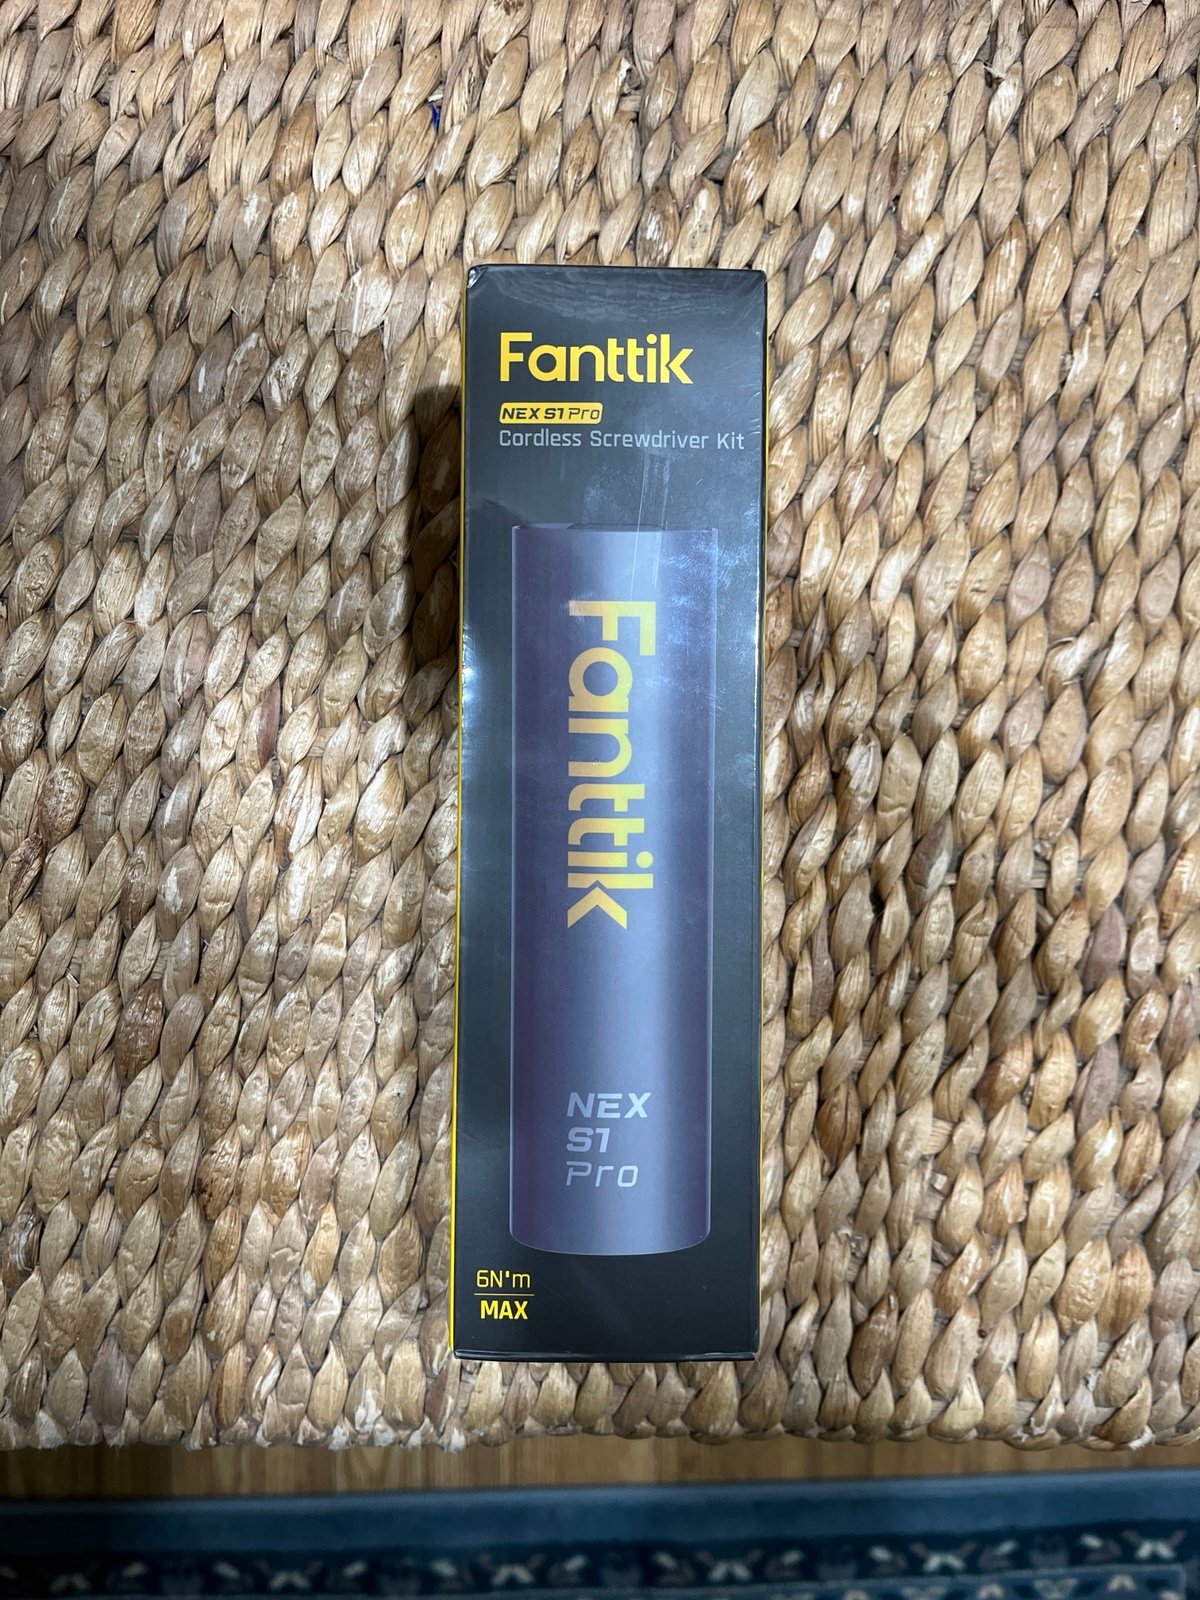 Fanttik
NEX S1 Pro
Cordless Screwdriver Kit
Fanttik
NEX
S1
Pro
6N•m
MAX